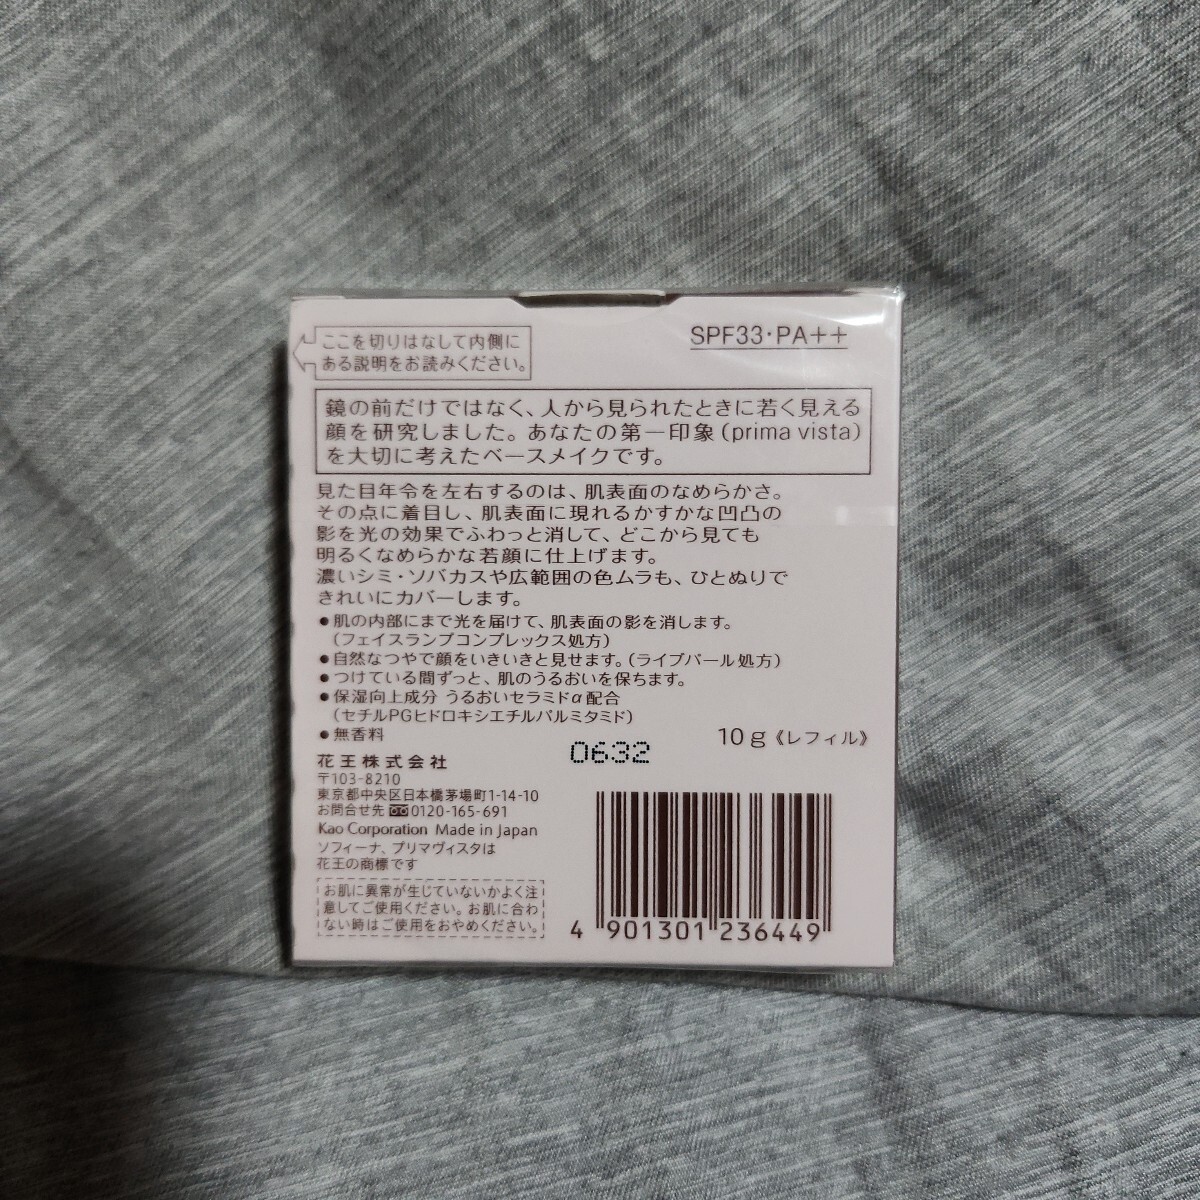 ここを切りはなして内側に
ある説明をお読みください。
SPF33・PA++
鏡の前だけではなく、人から見られたときに若く見える
顔を研究しました。あなたの第一印象(prima vista)
を大切に考えたベースメイクです。
見た目年令を左右するのは、肌表面のなめらかさ。
その点に着目し、肌表面に現れるかすかな凹凸の
影を光の効果でふわっと消して、どこから見ても
明るくなめらかな若顔に仕上げます。
濃いシミ・ソバカスや広範囲の色ムラも、ひとぬりで
きれいにカバーします。
●肌の内部にまで光を届けて、肌表面の影を消します。
(フェイスランプコンプレックス処方)
●自然なつやで顔をいきいきと見せます。(ライブパール処方)
●つけている間ずっと、肌のうるおいを保ちます。
●保湿向上成分 うるおいセラミドα配合
(セチルPGヒドロキシエチルパルミタミド)
●無香料
10g《レフィル》
0632
花王株式会社
〒103-8210
東京都中央区日本橋茅場町1-14-10
お問合せ先 0120-165-691
Kao Corporation Made in Japan
ソフィーナ、プリマヴィスタは
花王の商標です
お肌に異常が生じていないかよく注
意してご使用ください。お肌に合わ
ない時はご使用をおやめください。
4 901301 236449